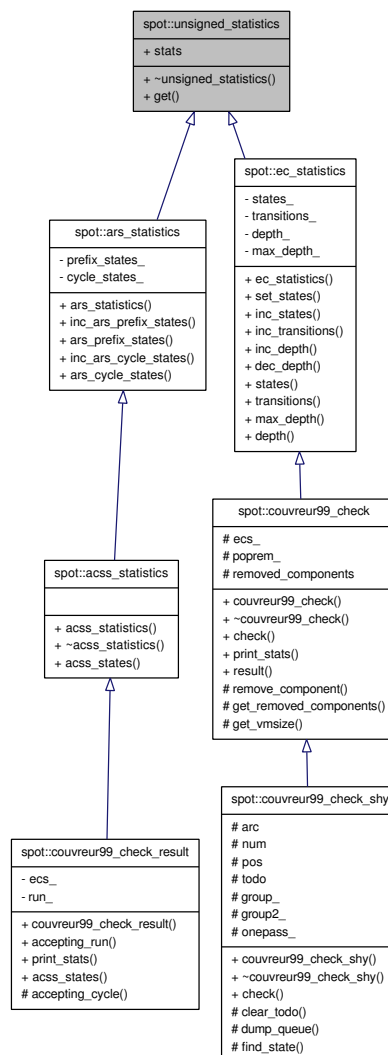 spot::unsigned_statistics
+ stats
+ ~unsigned_statistics()
+ get()
spot::ars_statistics
- prefix_states_
- cycle_states_
+ ars_statistics()
+ inc_ars_prefix_states()
+ ars_prefix_states()
+ inc_ars_cycle_states()
+ ars_cycle_states()
spot::ec_statistics
- states_
- transitions_
- depth_
- max_depth_
+ ec_statistics()
+ set_states()
+ inc_states()
+ inc_transitions()
+ inc_depth()
+ dec_depth()
+ states()
+ transitions()
+ max_depth()
+ depth()
spot::acss_statistics
+ acss_statistics()
+ ~acss_statistics()
+ acss_states()
spot::couvreur99_check
# ecs_
# poprem_
# removed_components
+ couvreur99_check()
+ ~couvreur99_check()
+ check()
+ print_stats()
+ result()
# remove_component()
# get_removed_components()
# get_vmsize()
spot::couvreur99_check_result
- ecs_
- run_
+ couvreur99_check_result()
+ accepting_run()
+ print_stats()
+ acss_states()
# accepting_cycle()
spot::couvreur99_check_shy
# arc
# num
# pos
# todo
# group_
# group2_
# onepass_
+ couvreur99_check_shy()
+ ~couvreur99_check_shy()
+ check()
# clear_todo()
# dump_queue()
# find_state()